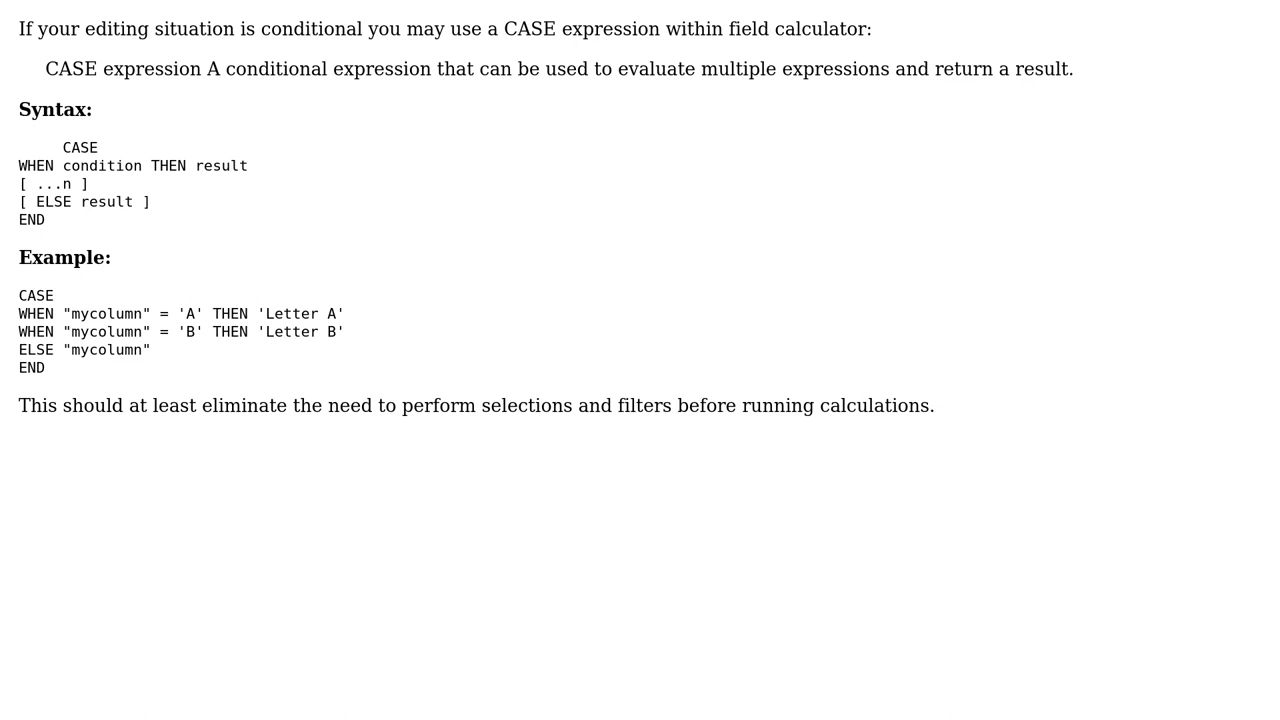 If your editing situation is conditional you may use a CASE expression within field calculator:
CASE expression A conditional expression that can be used to evaluate multiple expressions and return a result.
Syntax:
CASE
WHEN condition THEN result
[ ...n ]
[ ELSE result ]
END
Example:
CASE
WHEN "mycolumn" = 'A' THEN 'Letter A'
WHEN "mycolumn" = 'B' THEN 'Letter B'
ELSE "mycolumn"
END
This should at least eliminate the need to perform selections and filters before running calculations.